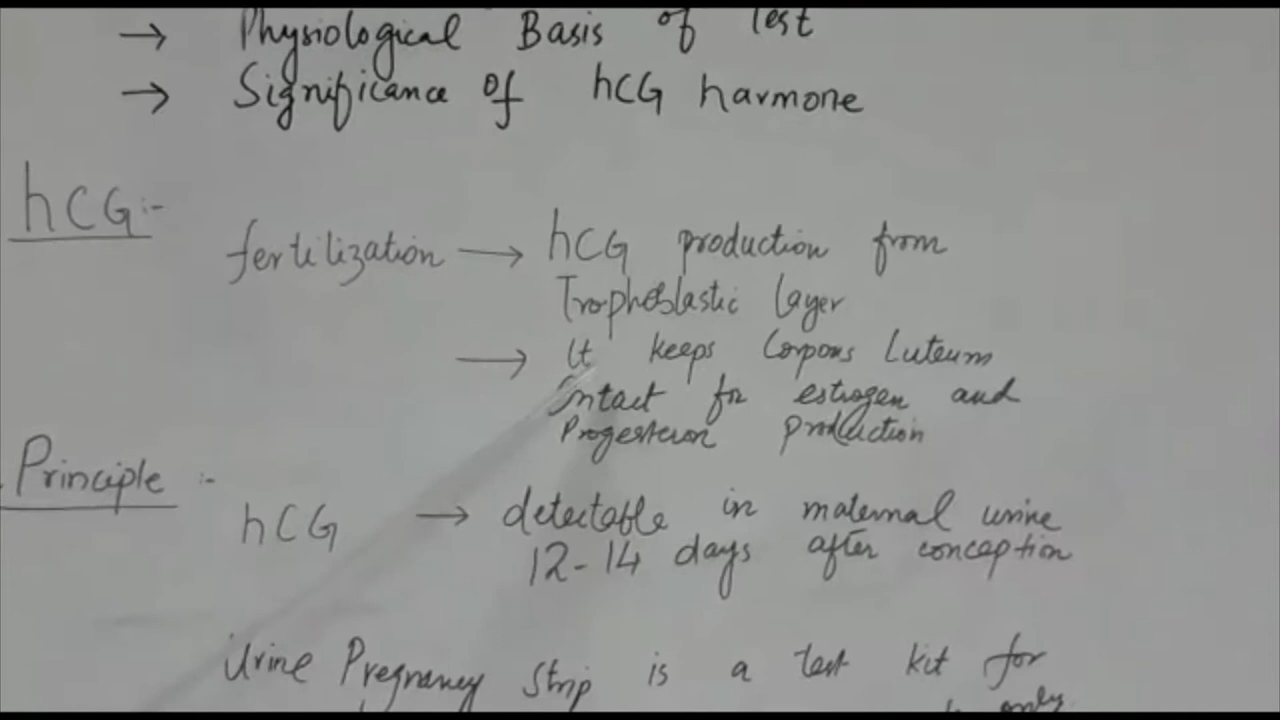 → Physiological Basis of Test
→ Significance of hCG harmone
hCG:-
fertilization → hCG production from
Trophoblastic layer
→ It keeps Corpous Luteum
intact for estrogen and
Progesteron production
Principle :-
hCG → detectable in maternal urine
12-14 days after conception
Urine Pregnancy Strip is a test kit for
only